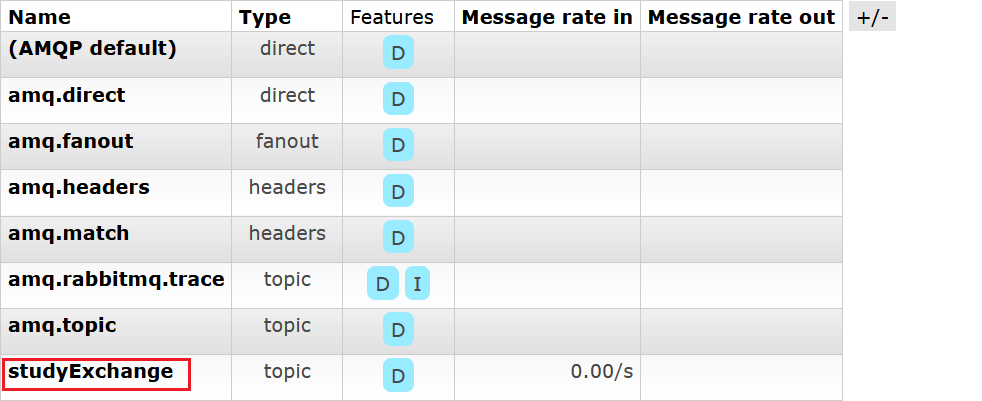 Name Type Features Message rate in Message rate out +/-
(AMQP default) direct D
amq.direct direct D
amq.fanout fanout D
amq.headers headers D
amq.match headers D
amq.rabbitmq.trace topic D I
amq.topic topic D
studyExchange topic D 0.00/s